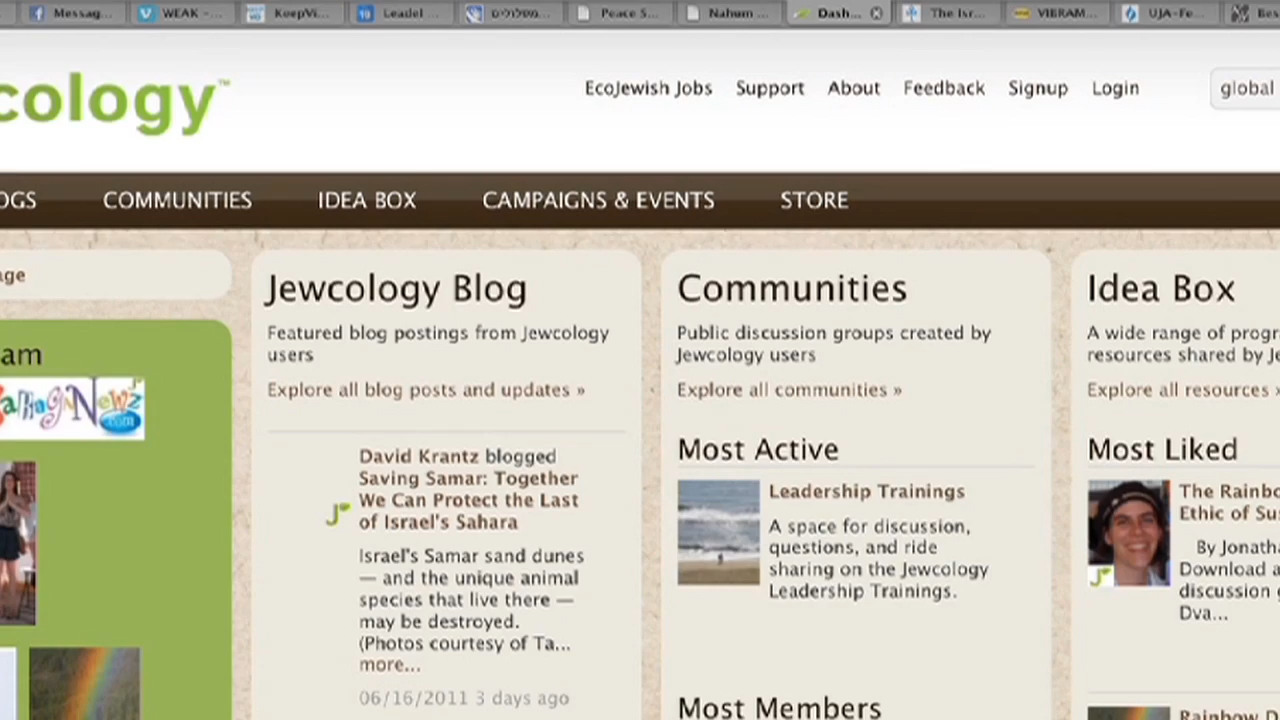 Messag...
WEAK -...
KeepVi...
Leadel ...
מסלולים...
Peace S...
Nahum ...
Dash...
The Isr...
VIBRAM...
UJA-Fe...
Bes
cology™
EcoJewish Jobs
Support
About
Feedback
Signup
Login
global
OGS
COMMUNITIES
IDEA BOX
CAMPAIGNS & EVENTS
STORE
age
am
NewZ
.com
Jewcology Blog
Featured blog postings from Jewcology
users
Explore all blog posts and updates »
David Krantz blogged
Saving Samar: Together
We Can Protect the Last
of Israel's Sahara
Israel's Samar sand dunes
— and the unique animal
species that live there —
may be destroyed.
(Photos courtesy of Ta...
more...
06/16/2011 3 days ago
Communities
Public discussion groups created by
Jewcology users
Explore all communities »
Most Active
Leadership Trainings
A space for discussion,
questions, and ride
sharing on the Jewcology
Leadership Trainings.
Most Members
Idea Box
A wide range of progr
resources shared by Je
Explore all resources »
Most Liked
The Rainbo
Ethic of Sus
By Jonatha
Download a
discussion g
Dva...
Rainbow D